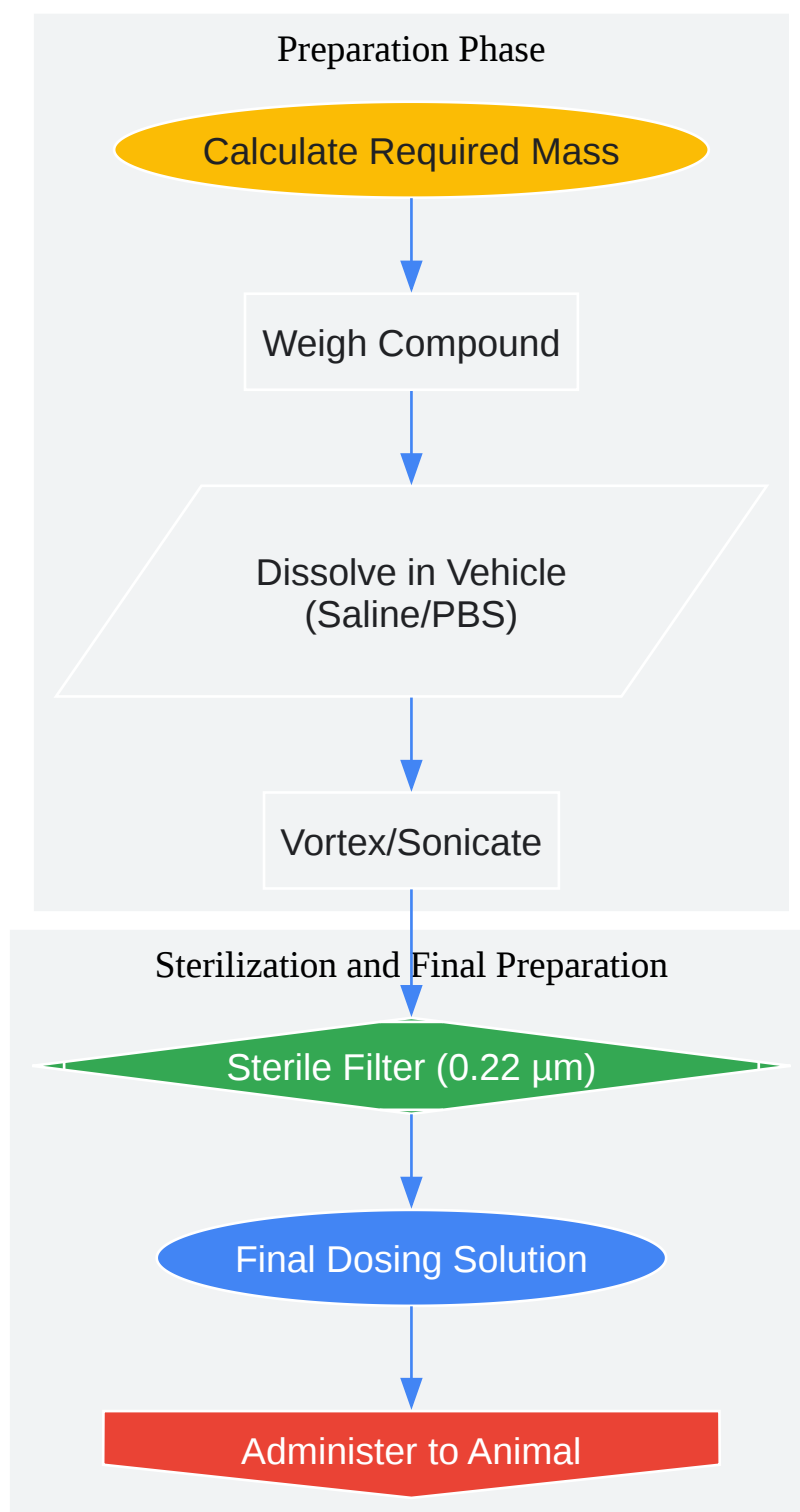 Preparation Phase
Calculate Required Mass
Weigh Compound
Dissolve in Vehicle
(Saline/PBS)
Vortex/Sonicate
Sterilization and Final Preparation
Sterile Filter (0.22 µm)
Final Dosing Solution
Administer to Animal